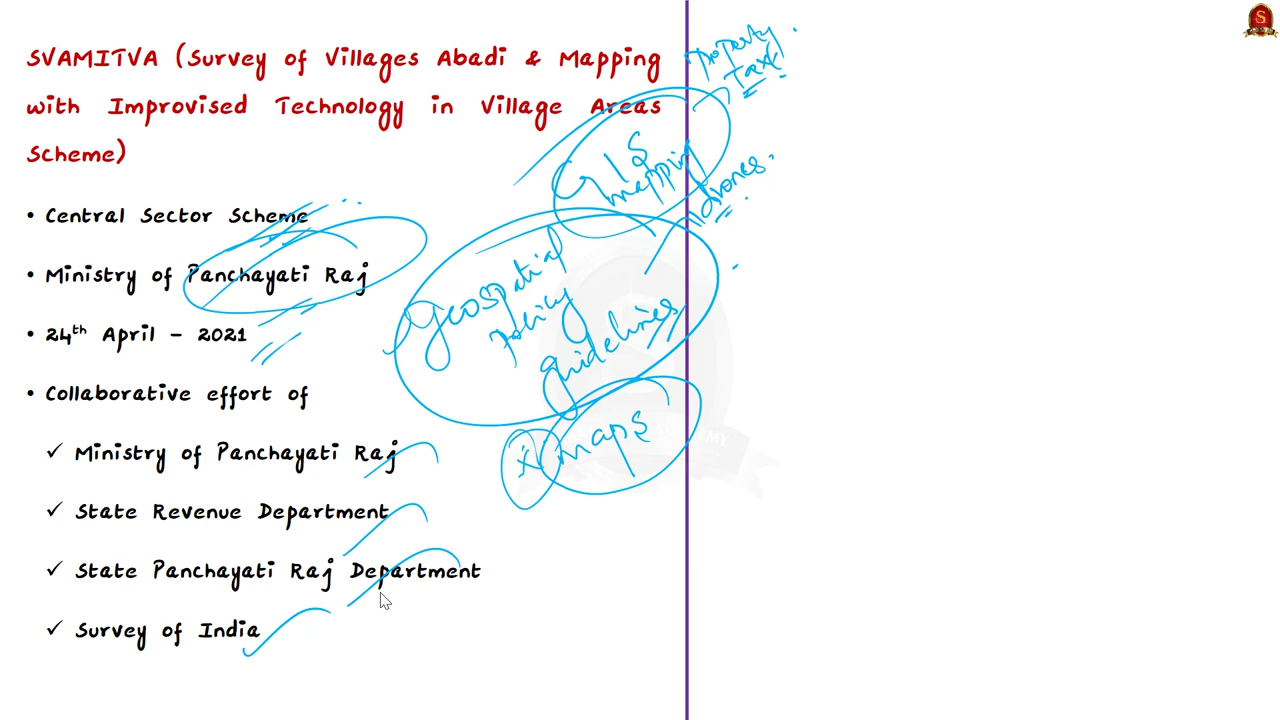 SVAMITVA (Survey of Villages Abadi & Mapping
with Improvised Technology in Village Areas
Scheme)
• Central Sector Scheme
• Ministry of Panchayati Raj
• 24th April - 2021
• Collaborative effort of
✓ Ministry of Panchayati Raj
✓ State Revenue Department
✓ State Panchayati Raj Department
✓ Survey of India
Property
Tax
GIS
mapping
drones
Geospatial
policy
guidelines
maps
S